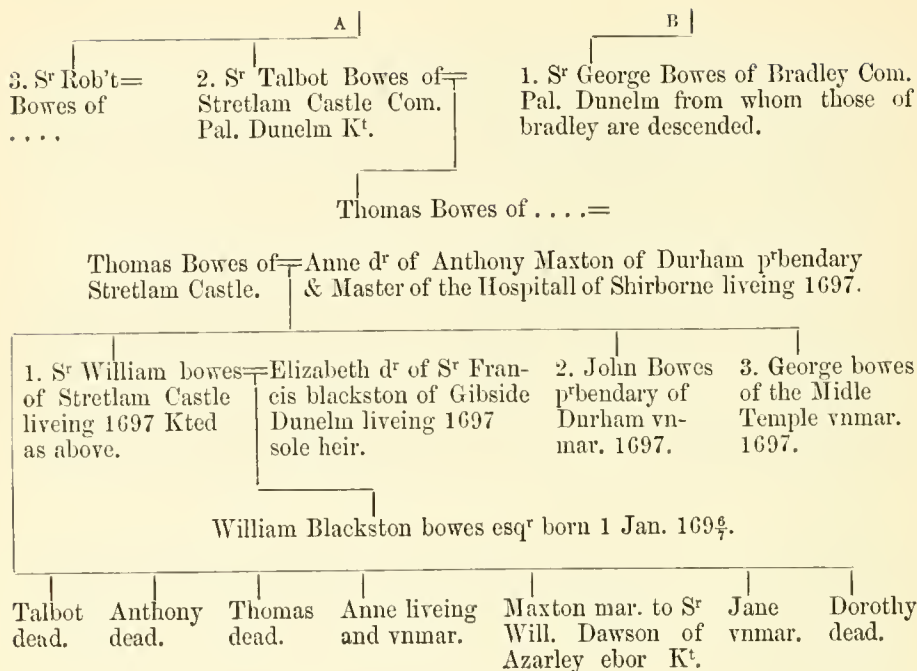 A
B
3. Sʳ Rob't=
Bowes of
. . . .
2. Sʳ Talbot Bowes of=
Stretlam Castle Com.
Pal. Dunelm Kᵗ.
1. Sʳ George Bowes of Bradley Com.
Pal. Dunelm from whom those of
bradley are descended.
Thomas Bowes of . . . .=
Thomas Bowes of=Anne dʳ of Anthony Maxton of Durham pʳbendary
Stretlam Castle. & Master of the Hospitall of Shirborne liveing 1697.
1. Sʳ William bowes=
of Stretlam Castle
liveing 1697 Kted
as above.
Elizabeth dʳ of Sʳ Fran-
cis blackston of Gibside
Dunelm liveing 1697
sole heir.
2. John Bowes
pʳbendary of
Durham vn-
mar. 1697.
3. George bowes
of the Midle
Temple vnmar.
1697.
William Blackston bowes esqʳ born 1 Jan. 169 6/7.
Talbot
dead.
Anthony
dead.
Thomas
dead.
Anne liveing
and vnmar.
Maxton mar. to Sʳ
Will. Dawson of
Azarley ebor Kᵗ.
Jane
vnmar.
Dorothy
dead.